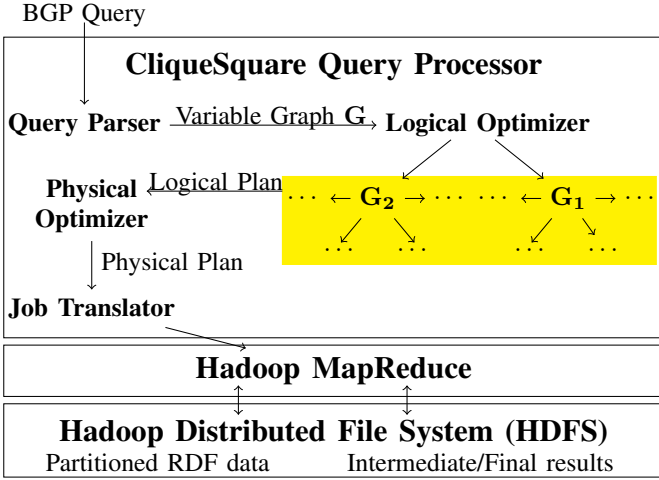 BGP Query
CliqueSquare Query Processor
Query Parser Variable Graph G Logical Optimizer
Physical Optimizer
Logical Plan
··· G₂ ··· ··· G₁ ···
··· ··· ··· ···
Physical Plan
Job Translator
Hadoop MapReduce
Hadoop Distributed File System (HDFS)
Partitioned RDF data Intermediate/Final results